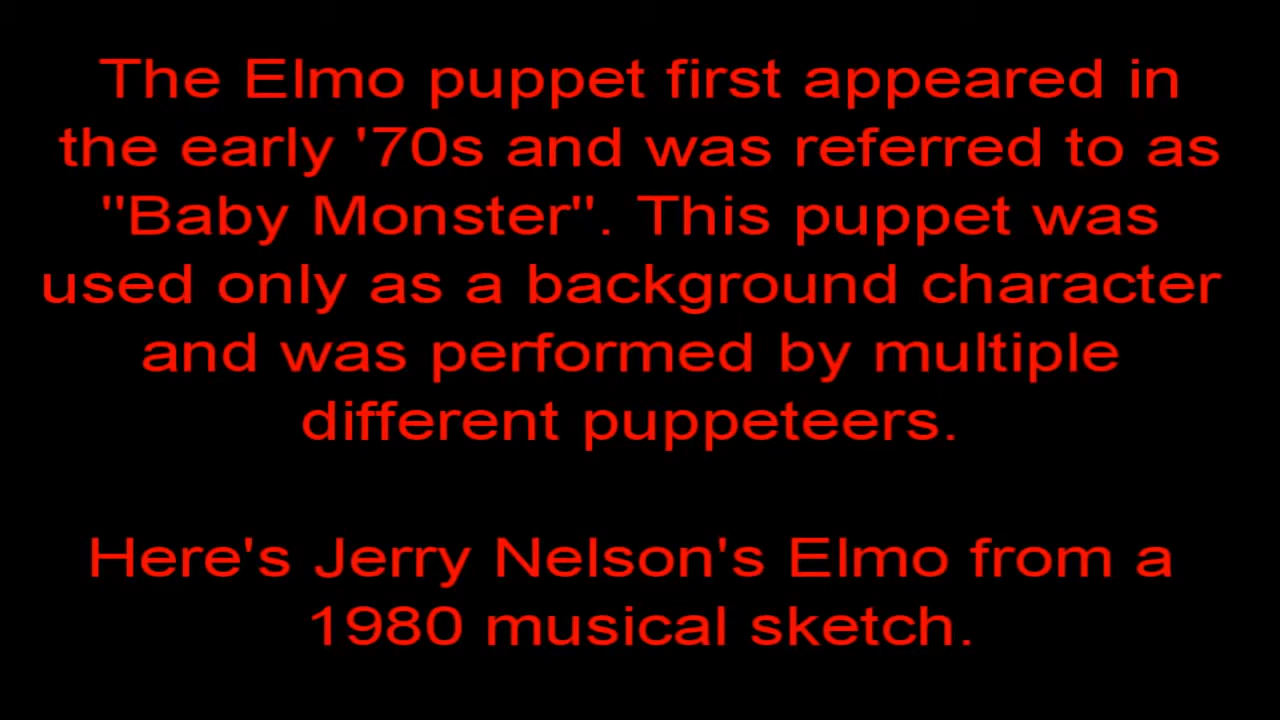 The Elmo puppet first appeared in
the early '70s and was referred to as
"Baby Monster". This puppet was
used only as a background character
and was performed by multiple
different puppeteers.
Here's Jerry Nelson's Elmo from a
1980 musical sketch.